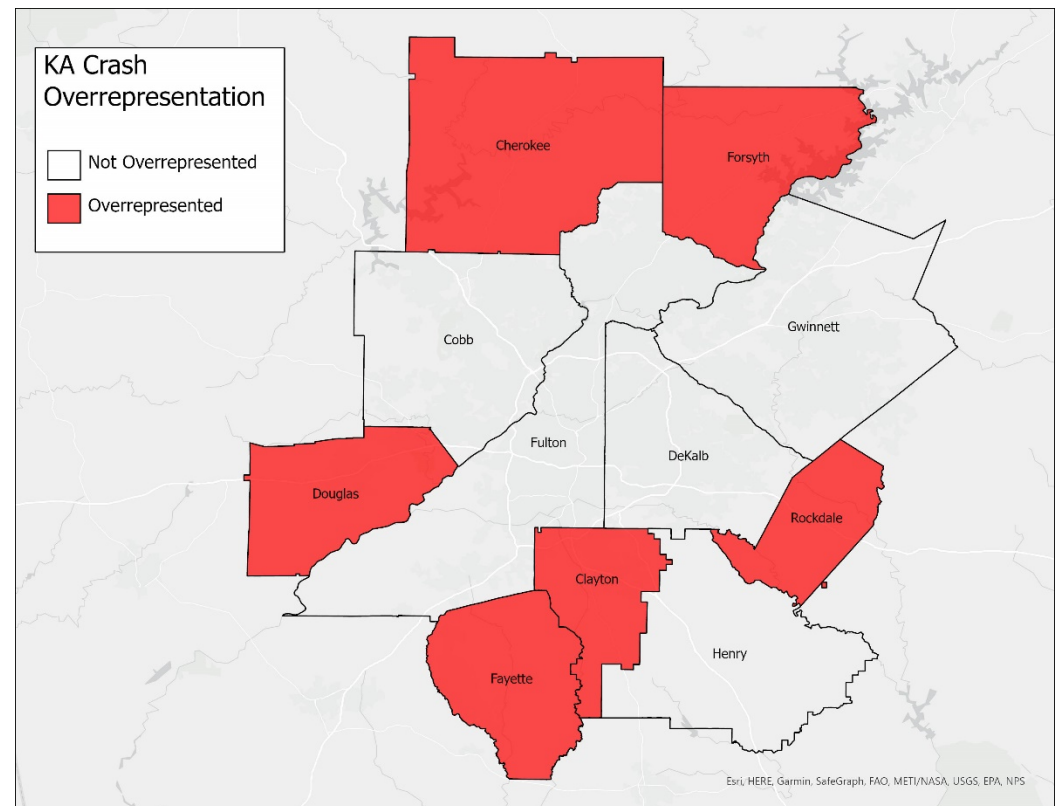 KA Crash
Overrepresentation
Not Overrepresented
Overrepresented
Cherokee
Forsyth
Gwinnett
Cobb
Fulton
DeKalb
Douglas
Rockdale
Clayton
Henry
Fayette
Esri, HERE, Garmin, SafeGraph, FAO, METI/NASA, USGS, EPA, NPS